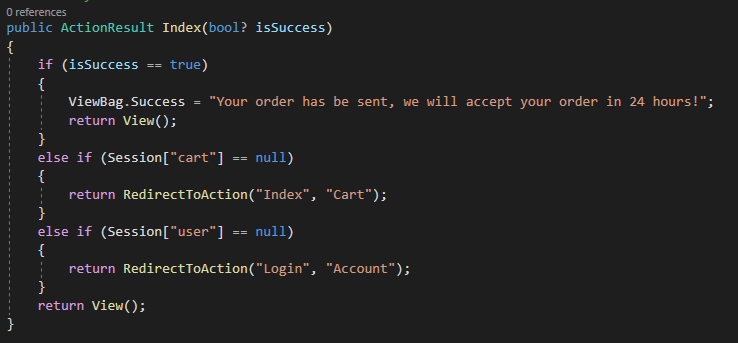 0 references
public ActionResult Index(bool? isSuccess)
{
if (isSuccess == true)
{
ViewBag.Success = "Your order has be sent, we will accept your order in 24 hours!";
return View();
}
else if (Session["cart"] == null)
{
return RedirectToAction("Index", "Cart");
}
else if (Session["user"] == null)
{
return RedirectToAction("Login", "Account");
}
return View();
}